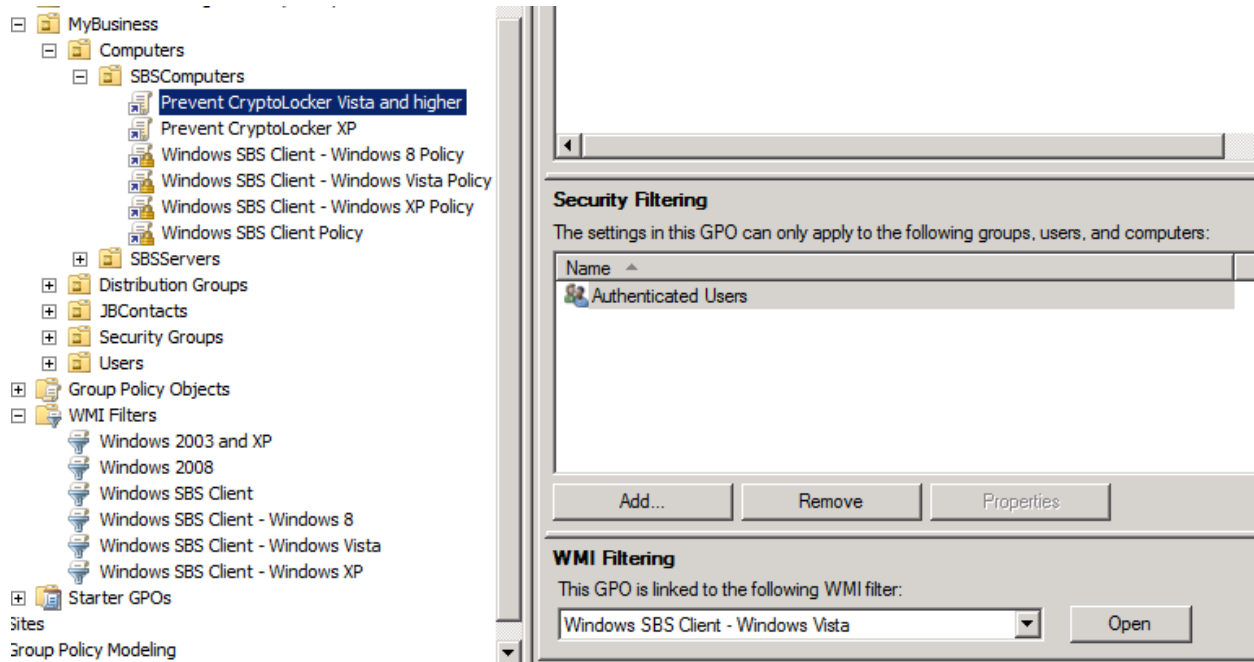 MyBusiness
Computers
SBSComputers
Prevent CryptoLocker Vista and higher
Prevent CryptoLocker XP
Windows SBS Client - Windows 8 Policy
Windows SBS Client - Windows Vista Policy
Windows SBS Client - Windows XP Policy
Windows SBS Client Policy
SBSServers
Distribution Groups
JBContacts
Security Groups
Users
Group Policy Objects
WMI Filters
Windows 2003 and XP
Windows 2008
Windows SBS Client
Windows SBS Client - Windows 8
Windows SBS Client - Windows Vista
Windows SBS Client - Windows XP
Starter GPOs
Sites
Group Policy Modeling
Security Filtering
The settings in this GPO can only apply to the following groups, users, and computers:
Name
Authenticated Users
Add...
Remove
Properties
WMI Filtering
This GPO is linked to the following WMI filter:
Windows SBS Client - Windows Vista
Open